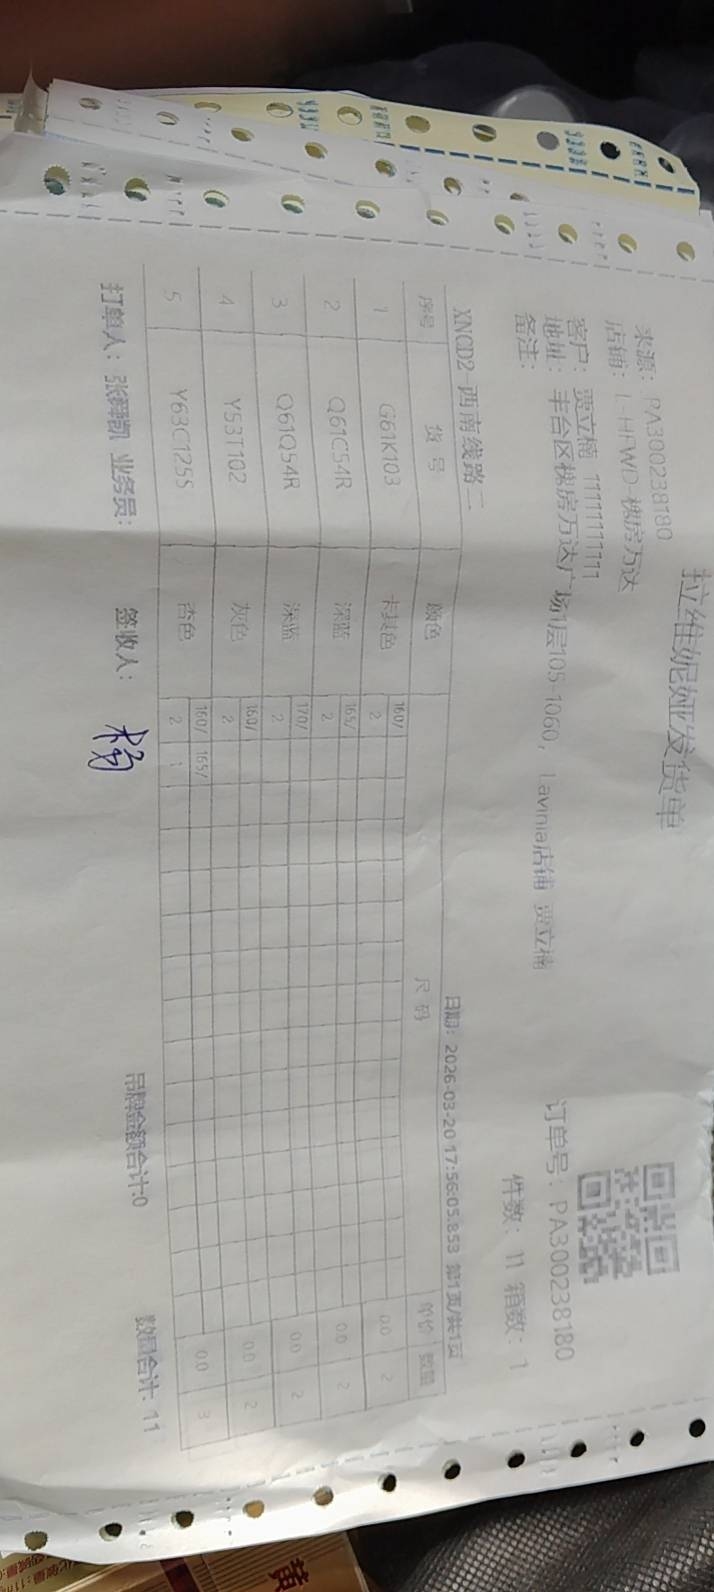 拉维妮娅发货单
来源：PA300238180
店铺：L-HFWD-槐房万达
订单号：PA300238180
客户：贾立楠 11111111111
件数：11 箱数：1
地址：丰台区槐房万达广场1层105-1060, Lavinia店铺 贾立楠
备注：
XNCD2-西南线路二 日期：2026-03-20 17:56:05.853 第1页/共1页
序号 货号 颜色 尺码 单价 数量
1 G61K103 卡其色 160/ 2 0.0 2
2 Q61C54R 深蓝 165/ 2 0.0 2
3 Q61Q54R 深蓝 170/ 2 0.0 2
4 Y53T102 灰色 160/ 2 0.0 2
5 Y63C125S 杏色 160/ 2 165/ 1 0.0 3
打单人：张舜凯 业务员： 签收人： 吊牌金额合计:0 数量合计: 11
黄